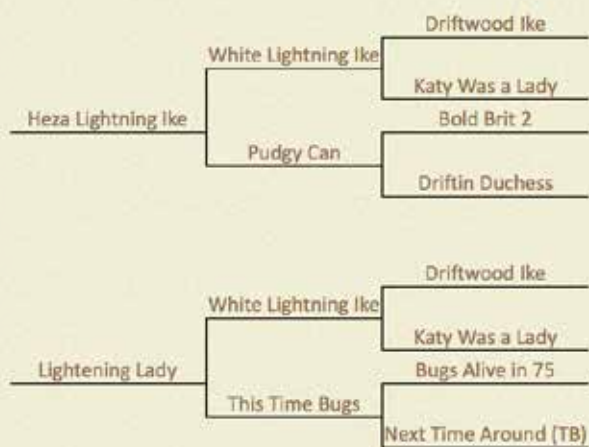 Driftwood Ike
White Lightning Ike
Katy Was a Lady
Heza Lightning Ike
Bold Brit 2
Pudgy Can
Driftin Duchess
Driftwood Ike
White Lightning Ike
Katy Was a Lady
Lightening Lady
Bugs Alive in 75
This Time Bugs
Next Time Around (TB)